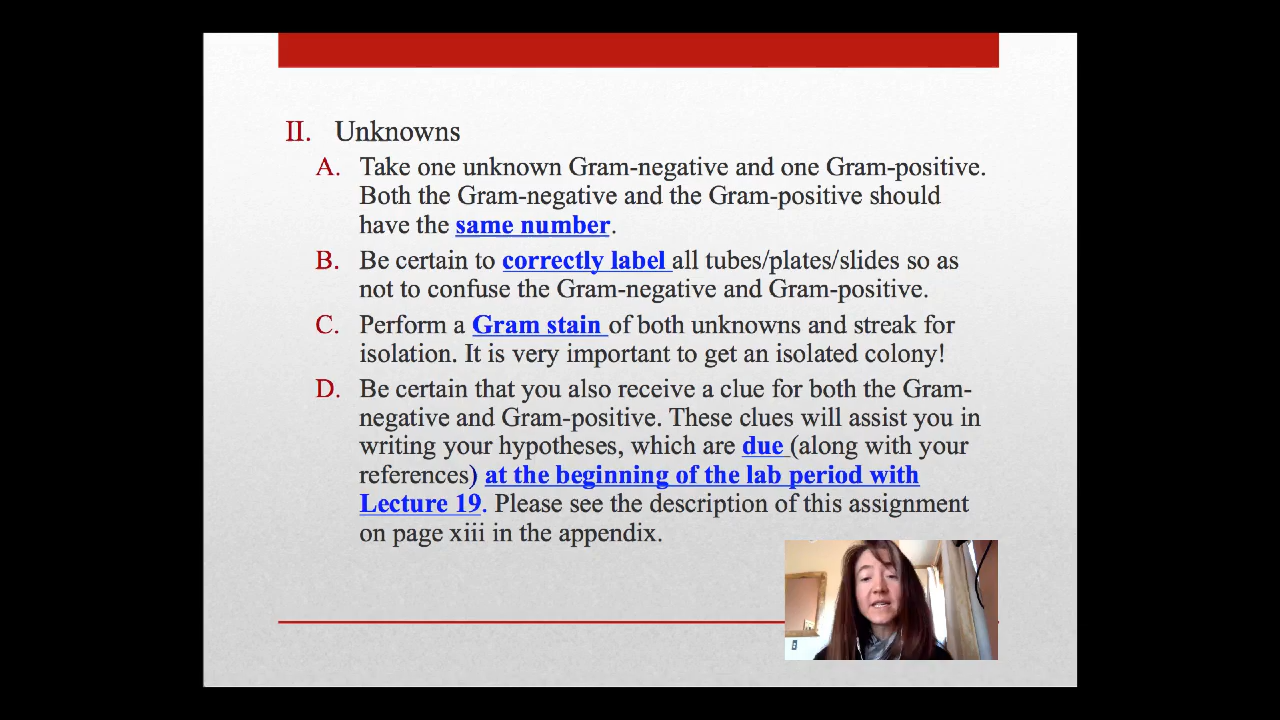 II. Unknowns
A. Take one unknown Gram-negative and one Gram-positive.
Both the Gram-negative and the Gram-positive should
have the same number.
B. Be certain to correctly label all tubes/plates/slides so as
not to confuse the Gram-negative and Gram-positive.
C. Perform a Gram stain of both unknowns and streak for
isolation. It is very important to get an isolated colony!
D. Be certain that you also receive a clue for both the Gram-
negative and Gram-positive. These clues will assist you in
writing your hypotheses, which are due (along with your
references) at the beginning of the lab period with
Lecture 19. Please see the description of this assignment
on page xiii in the appendix.